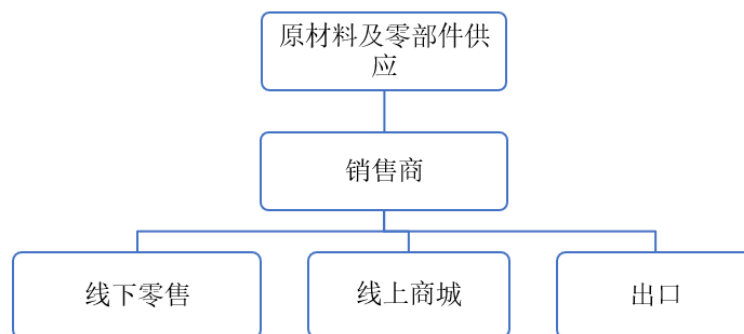 原材料及零部件供
应
销售商
线下零售
线上商城
出口